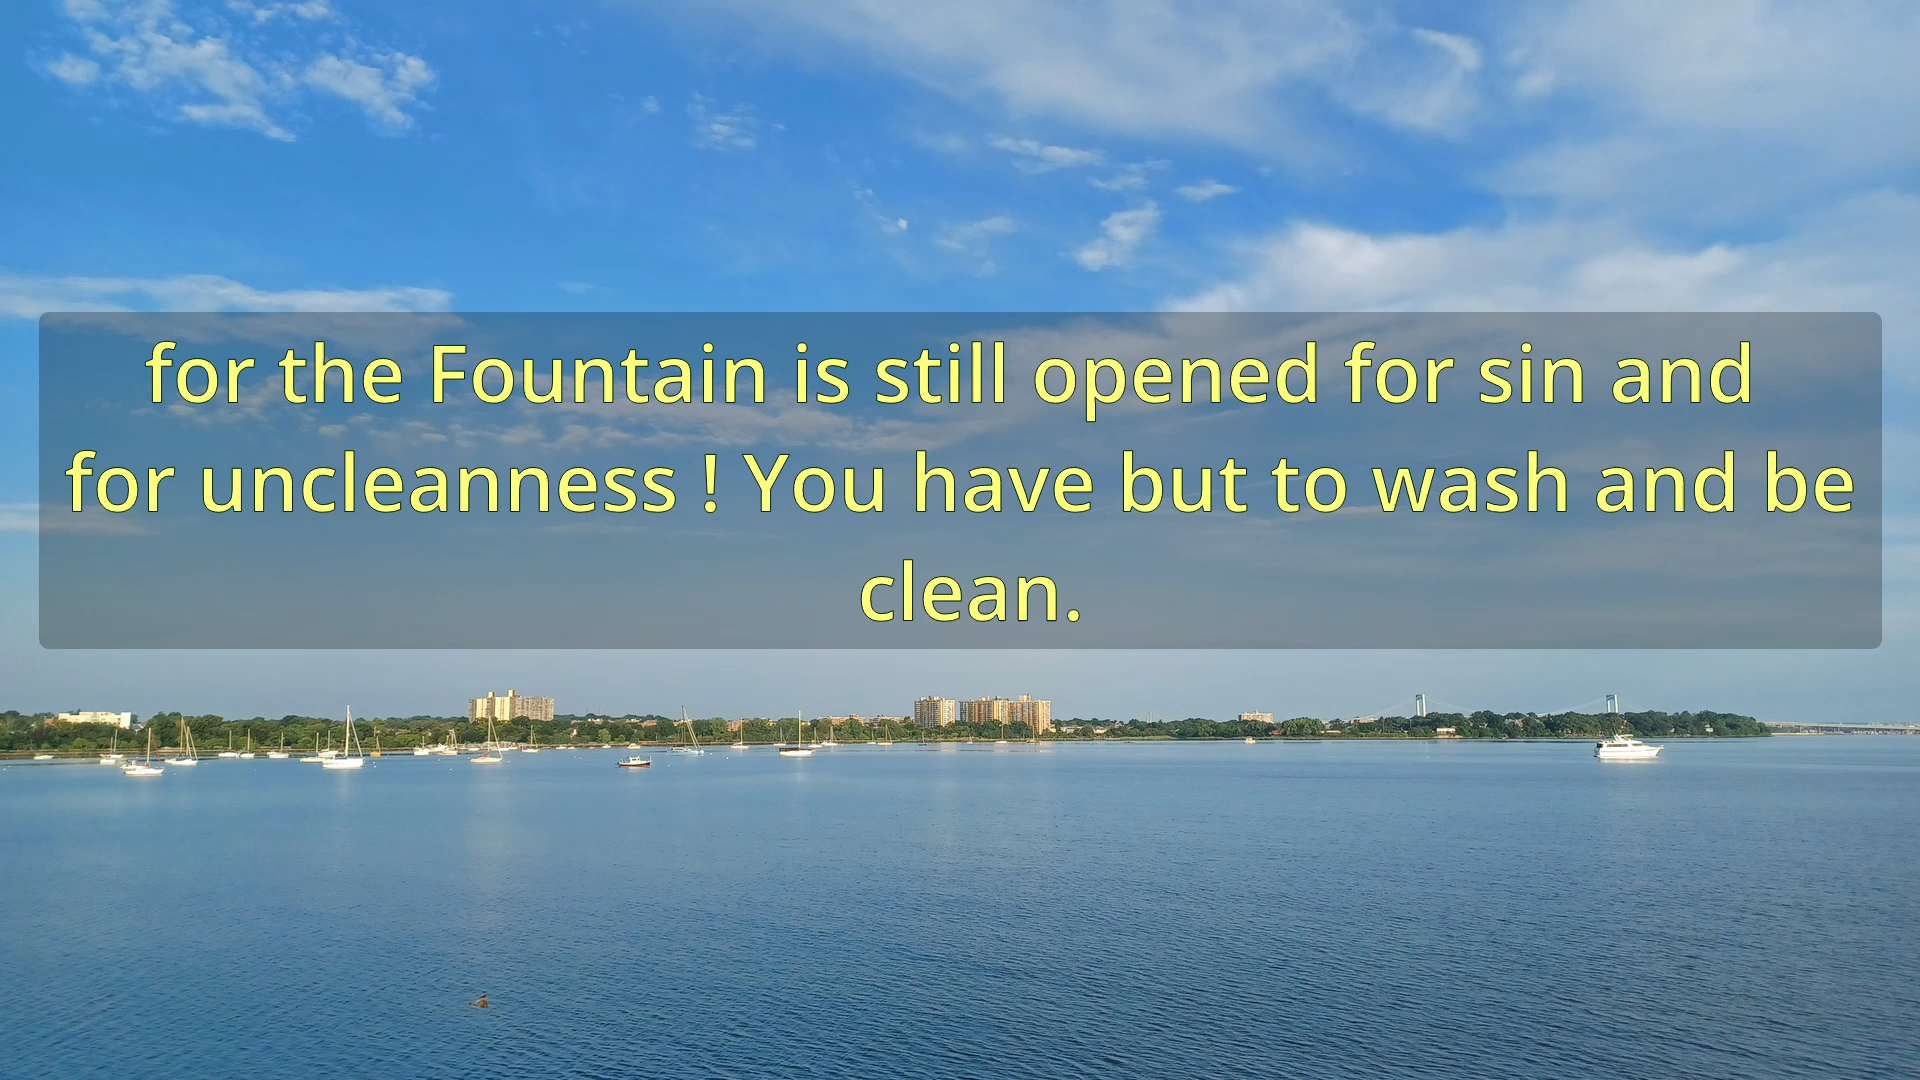 for the Fountain is still opened for sin and
for uncleanness ! You have but to wash and be
clean.